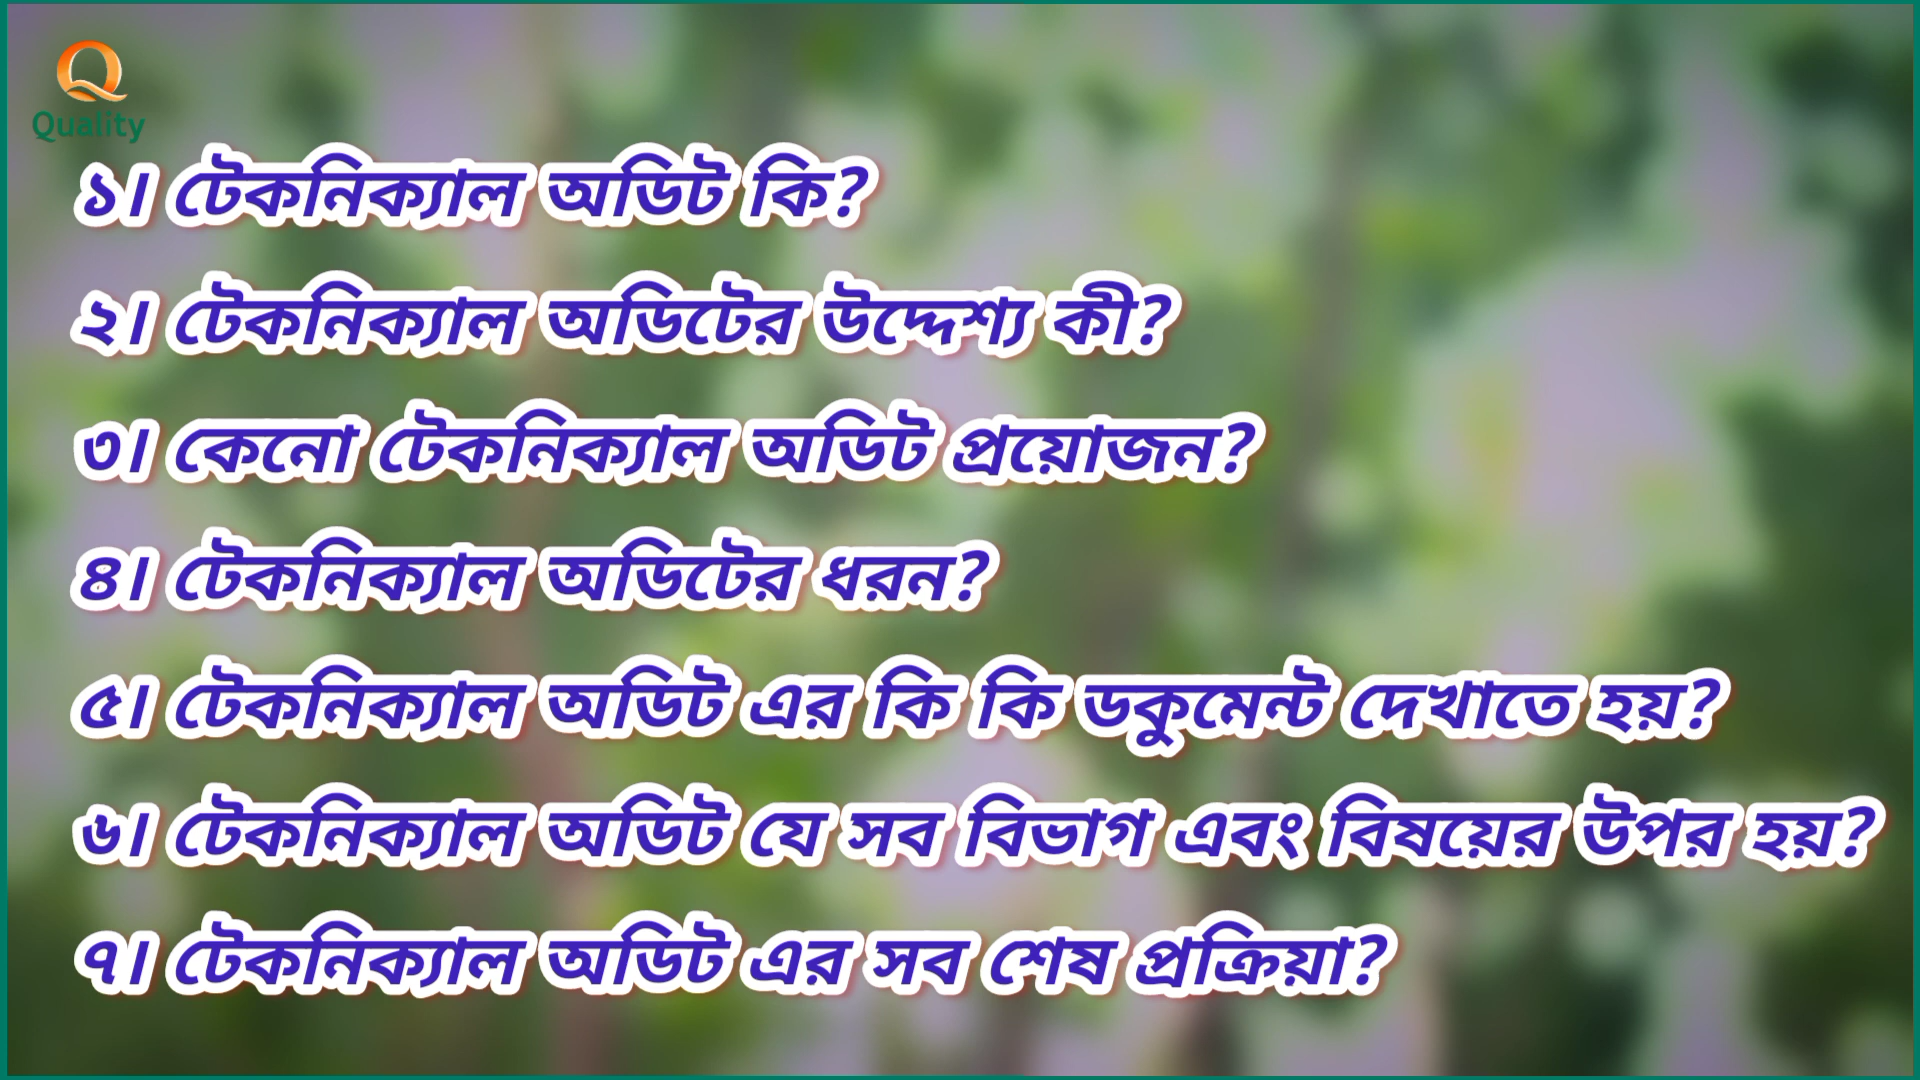 Quality
১। টেকনিক্যাল অডিট কি?
২। টেকনিক্যাল অডিটের উদ্দেশ্য কী?
৩। কেনো টেকনিক্যাল অডিট প্রয়োজন?
৪। টেকনিক্যাল অডিটের ধরন?
৫। টেকনিক্যাল অডিট এর কি কি ডকুমেন্ট দেখাতে হয়?
৬। টেকনিক্যাল অডিট যে সব বিভাগ এবং বিষয়ের উপর হয়?
৭। টেকনিক্যাল অডিট এর সব শেষ প্রক্রিয়া?